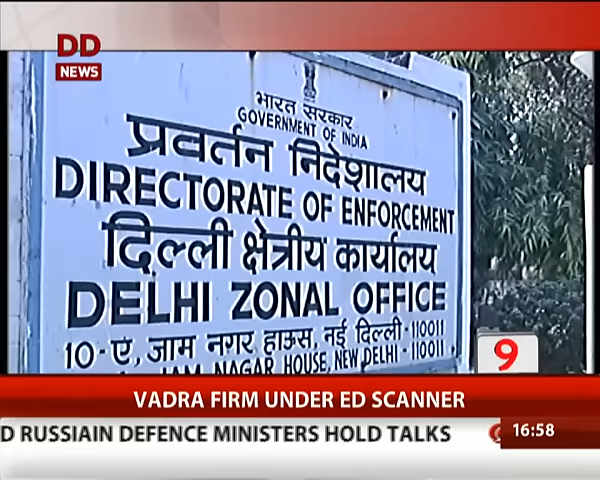 DD
NEWS
भारत सरकार
GOVERNMENT OF INDIA
प्रवर्तन निदेशालय
DIRECTORATE OF ENFORCEMENT
दिल्ली क्षेत्रीय कार्यालय
DELHI ZONAL OFFICE
10-ए, जाम नगर हाऊस, नई दिल्ली-110011
JAM NAGAR HOUSE, NEW DELHI-110011
9
VADRA FIRM UNDER ED SCANNER
D RUSSIAIN DEFENCE MINISTERS HOLD TALKS
16:58